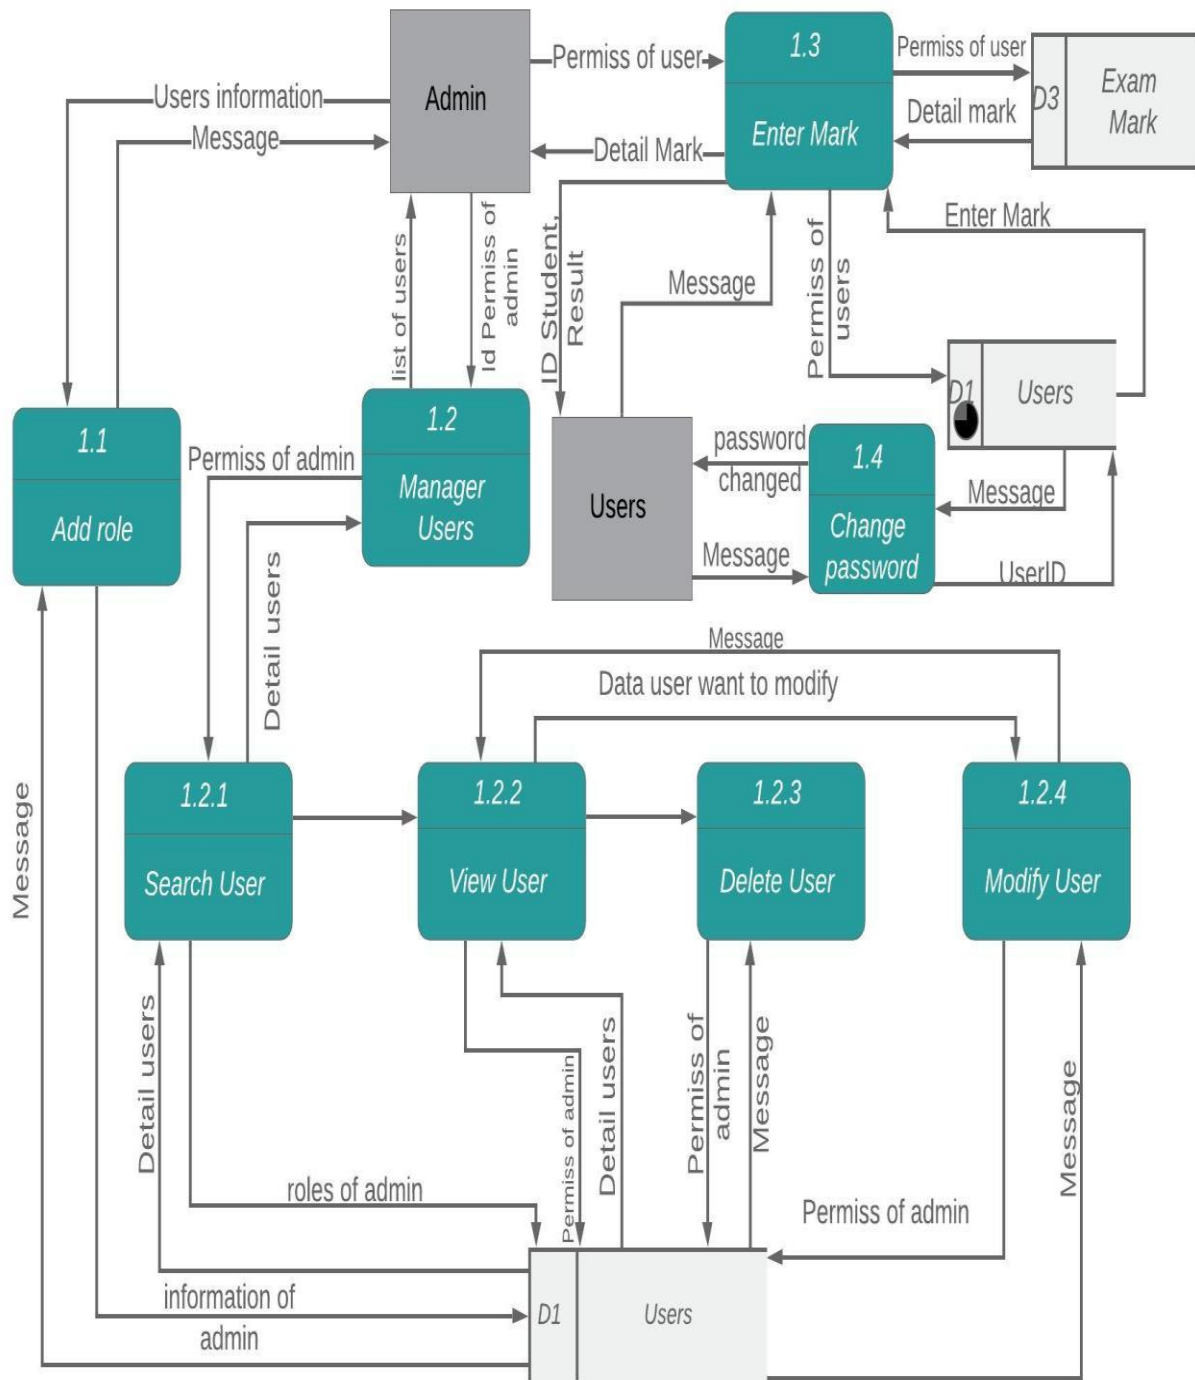 1.3
Permiss of user
Permiss of user
Exam
Mark
D3
Admin
Users information
Message
Enter Mark
Detail mark
Detail Mark
Enter Mark
ID Student,
Result
Message
Permiss of
users
list of users
Id Permiss of
admin
D1
Users
1.1
Add role
1.2
Manager
Users
Permiss of admin
password
changed
1.4
Change
password
Users
Message
Message
UserID
Detail users
Message
Data user want to modify
Message
1.2.1
Search User
1.2.2
View User
1.2.3
Delete User
1.2.4
Modify User
Detail users
roles of admin
Permiss of admin
Detail users
Permiss of
admin
Message
Permiss of admin
Message
information of
admin
D1
Users